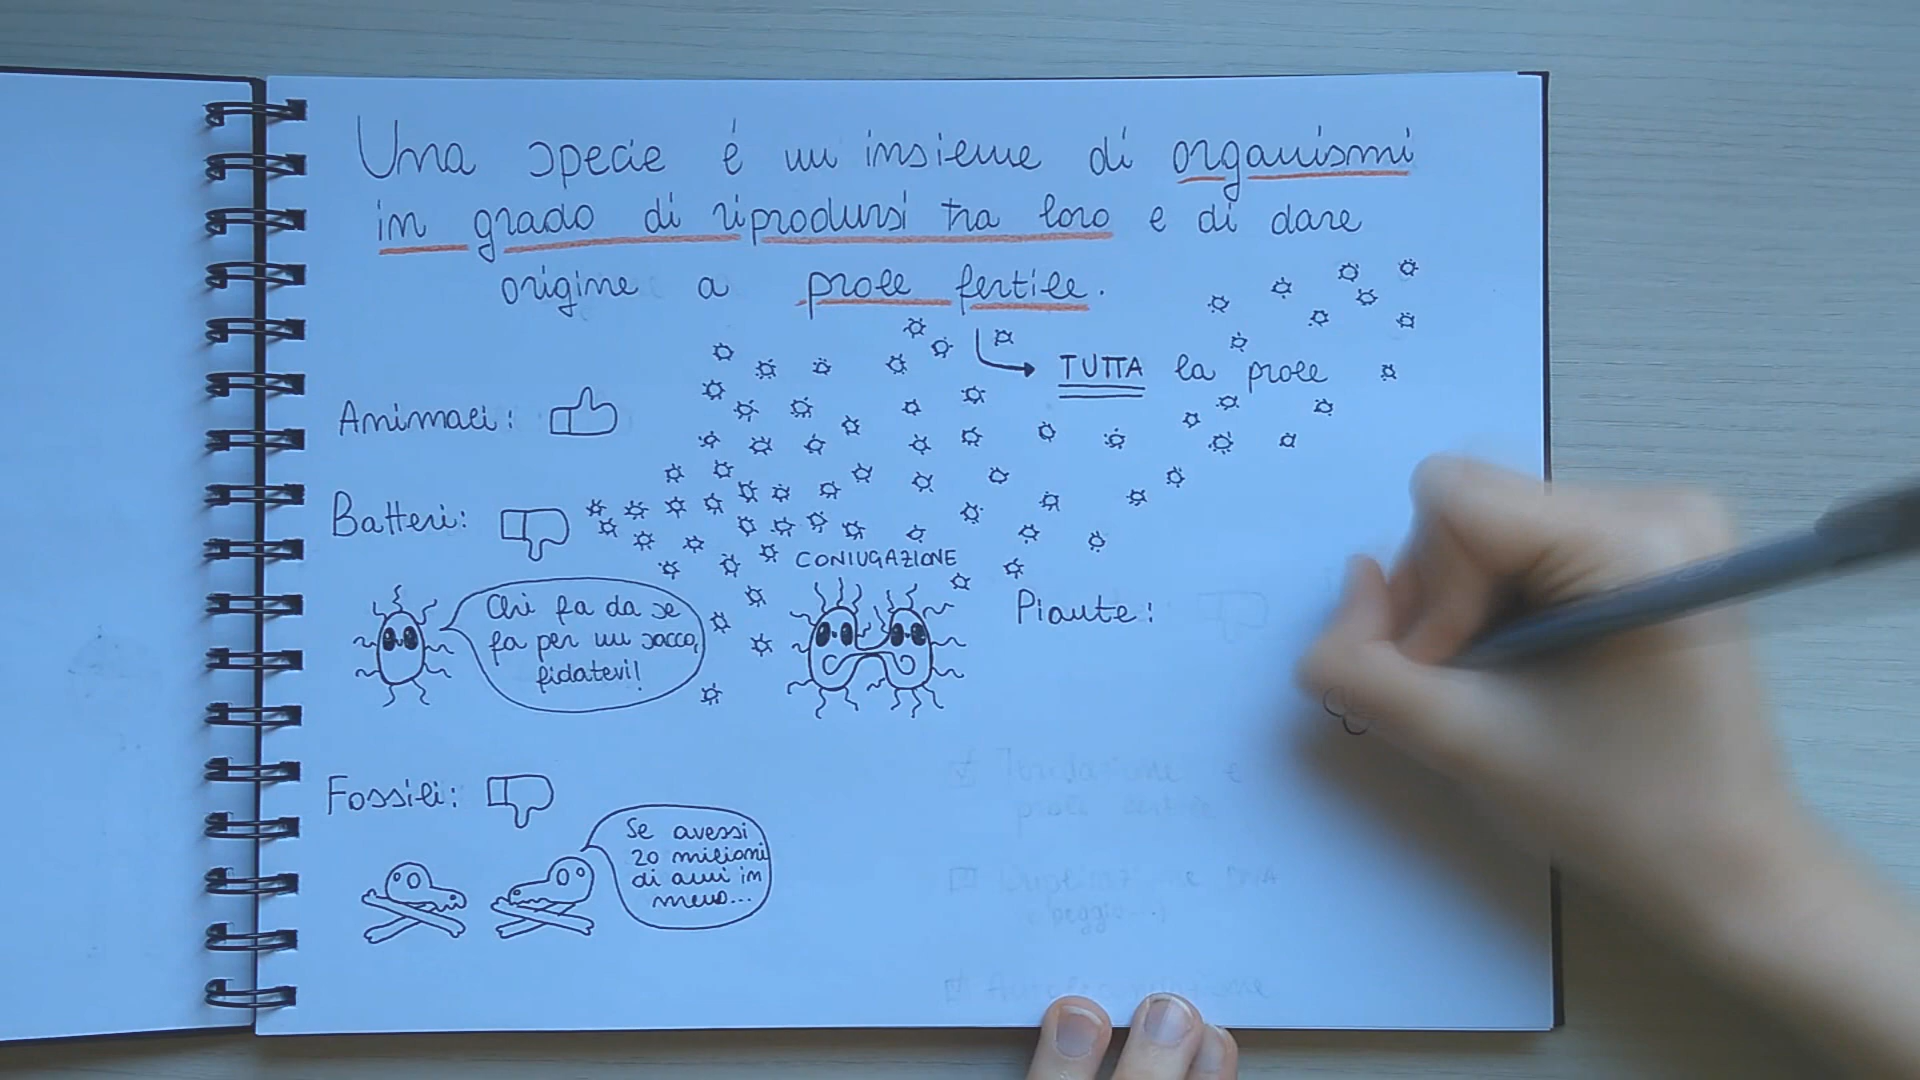 Una specie é un insieme di organismi
in grado di riprodursi tra loro e di dare
origine a prole fertile.
TUTTA la prole
Animali:
Batteri:
CONIUGAZIONE
Chi fa da se
fa per un sacco,
fidatevi!
Piante:
Fossili:
Se avessi
20 milioni
di anni in
meno...